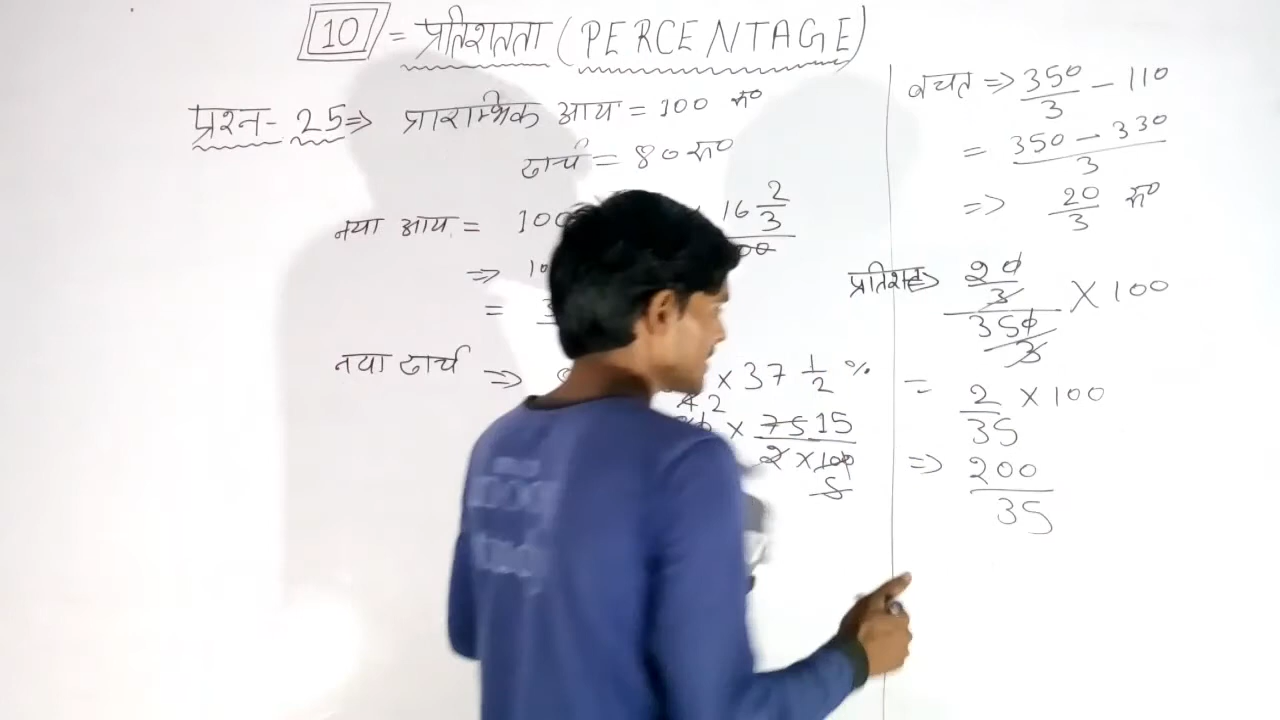 10 = प्रतिशतता (PERCENTAGE)
प्रश्न- 25 ⇒ प्रारम्भिक आय = 100 रु०
खर्च = 80 रु०
नया आय = 100 16 2/3
⇒ 10
=
नया खर्च ⇒ × 37 1/2 %
2 × 75 15 / 2 × 100 5
बचत ⇒ 350/3 - 110
= 350 - 330 / 3
⇒ 20/3 रु०
प्रतिशत ⇒ 20/3 / 350/3 × 100
= 2/35 × 100
⇒ 200/35